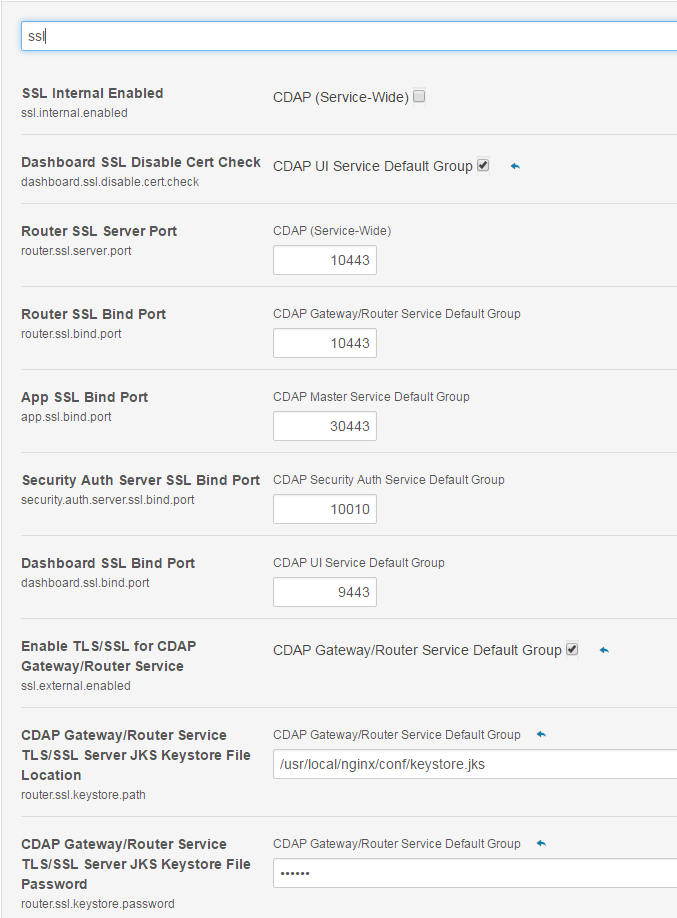 ssl
SSL Internal Enabled
CDAP (Service-Wide)
ssl.internal.enabled
Dashboard SSL Disable Cert Check
CDAP UI Service Default Group
dashboard.ssl.disable.cert.check
Router SSL Server Port
CDAP (Service-Wide)
router.ssl.server.port
10443
Router SSL Bind Port
CDAP Gateway/Router Service Default Group
router.ssl.bind.port
10443
App SSL Bind Port
CDAP Master Service Default Group
app.ssl.bind.port
30443
Security Auth Server SSL Bind Port
CDAP Security Auth Service Default Group
security.auth.server.ssl.bind.port
10010
Dashboard SSL Bind Port
CDAP UI Service Default Group
dashboard.ssl.bind.port
9443
Enable TLS/SSL for CDAP
Gateway/Router Service
CDAP Gateway/Router Service Default Group
ssl.external.enabled
CDAP Gateway/Router Service
TLS/SSL Server JKS Keystore File
Location
CDAP Gateway/Router Service Default Group
/usr/local/nginx/conf/keystore.jks
router.ssl.keystore.path
CDAP Gateway/Router Service
TLS/SSL Server JKS Keystore File
Password
CDAP Gateway/Router Service Default Group
••••••
router.ssl.keystore.password